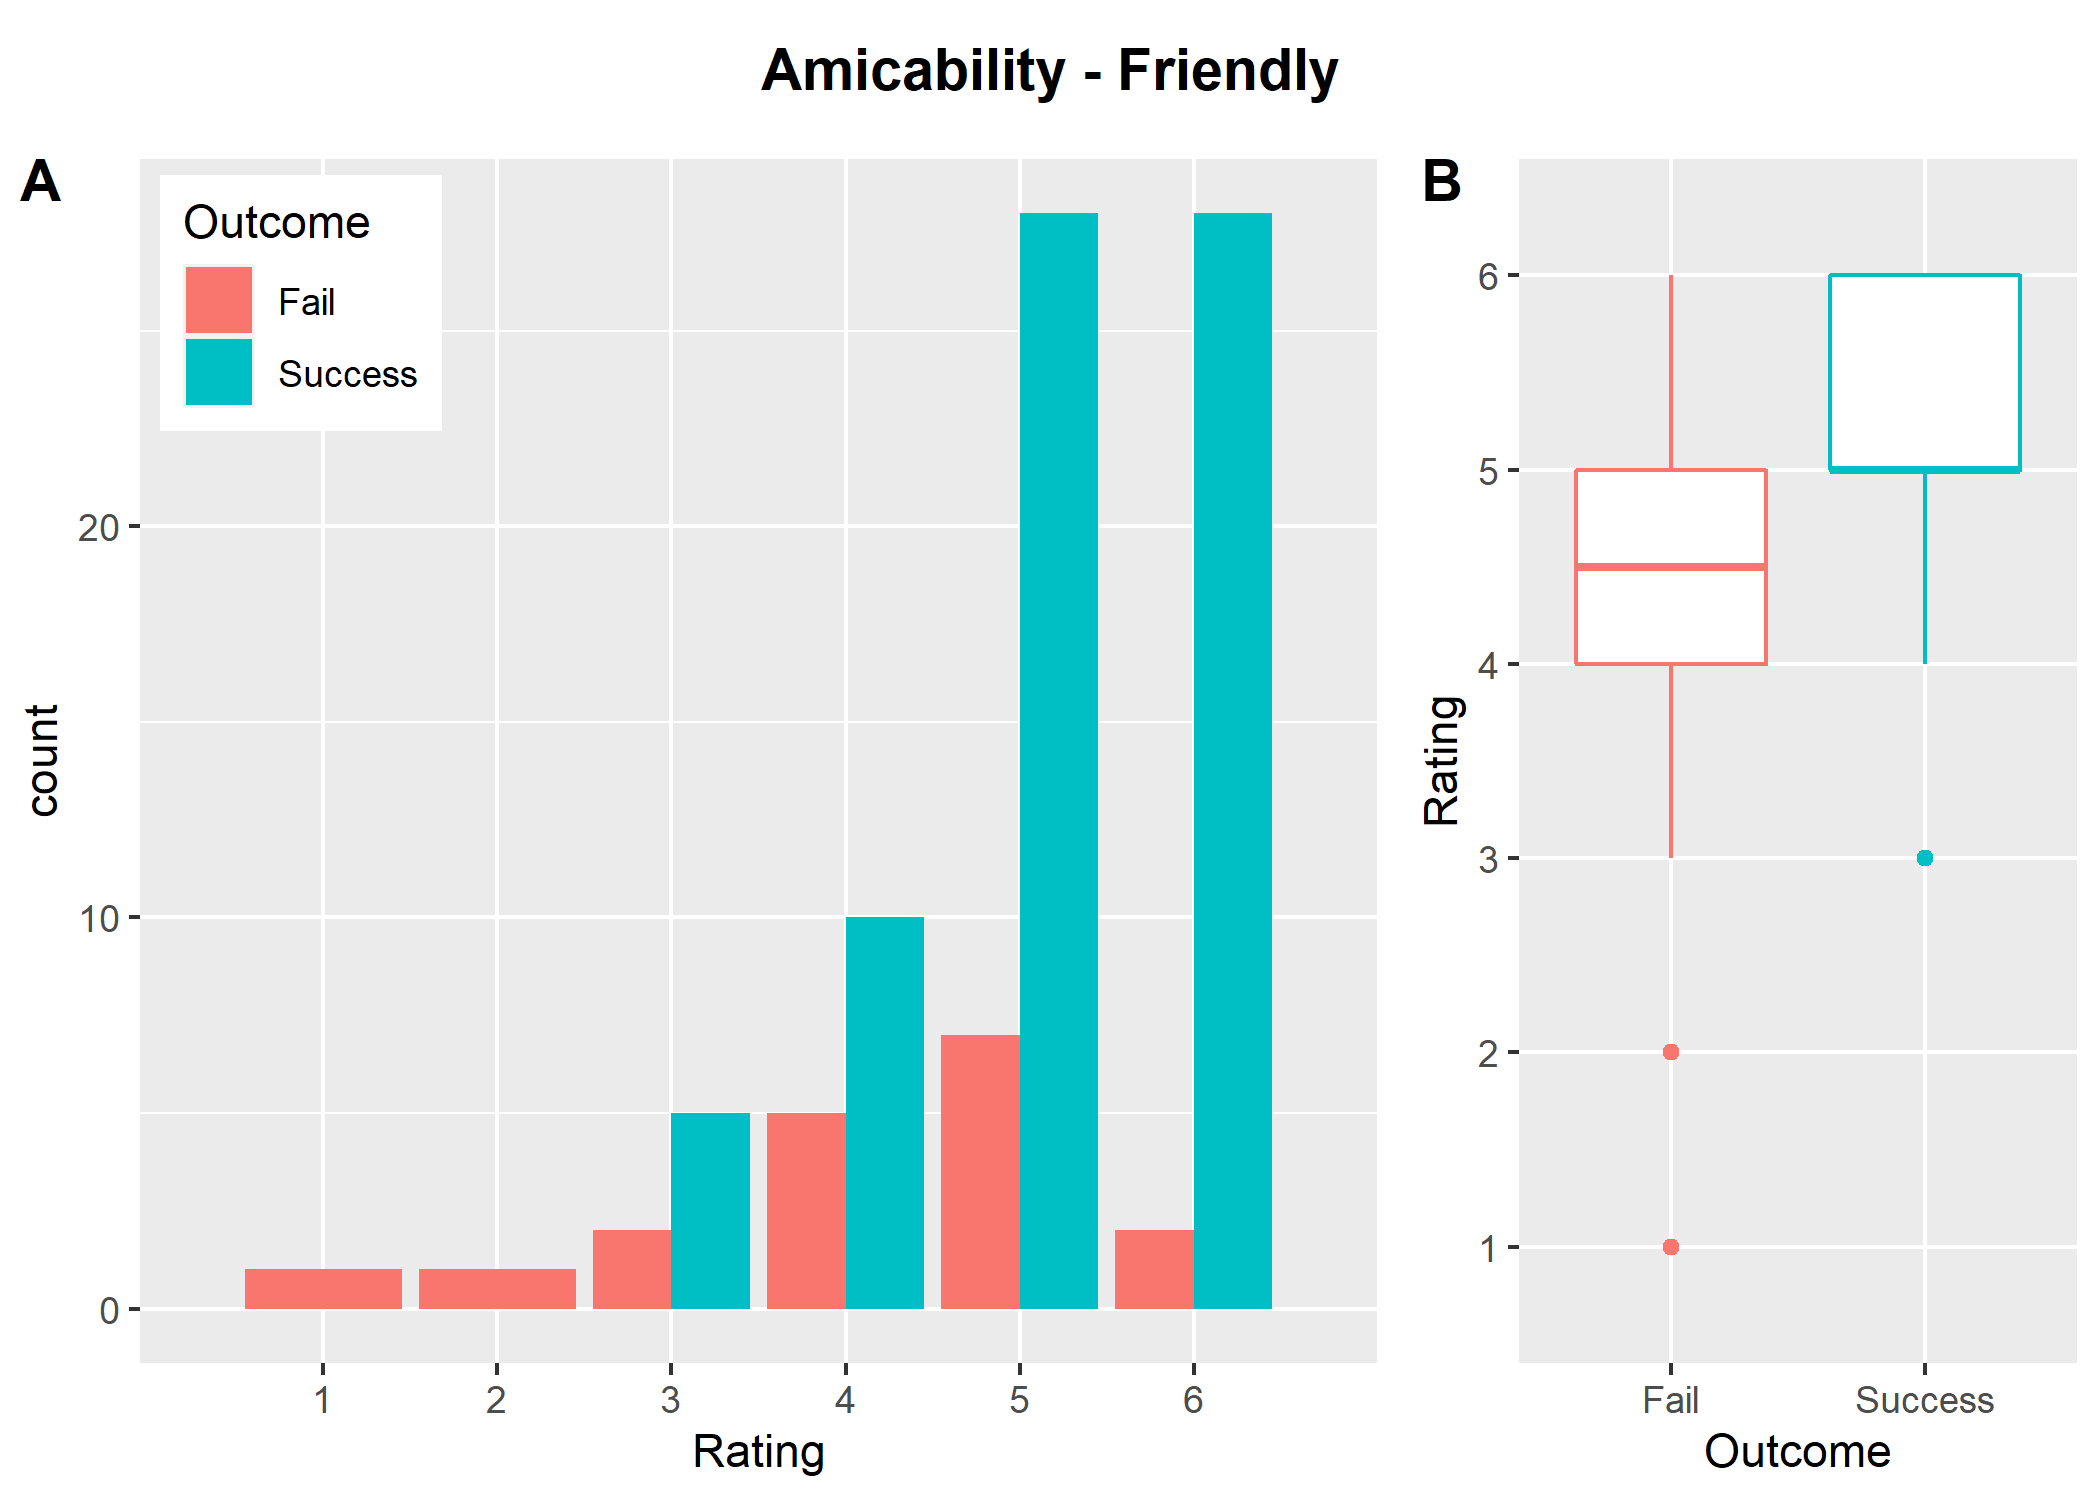 Amicability - Friendly
A
Outcome
Fail
Success
20
10
0
count
1 2 3 4 5 6
Rating
B
6
5
4
3
2
1
Rating
Fail Success
Outcome